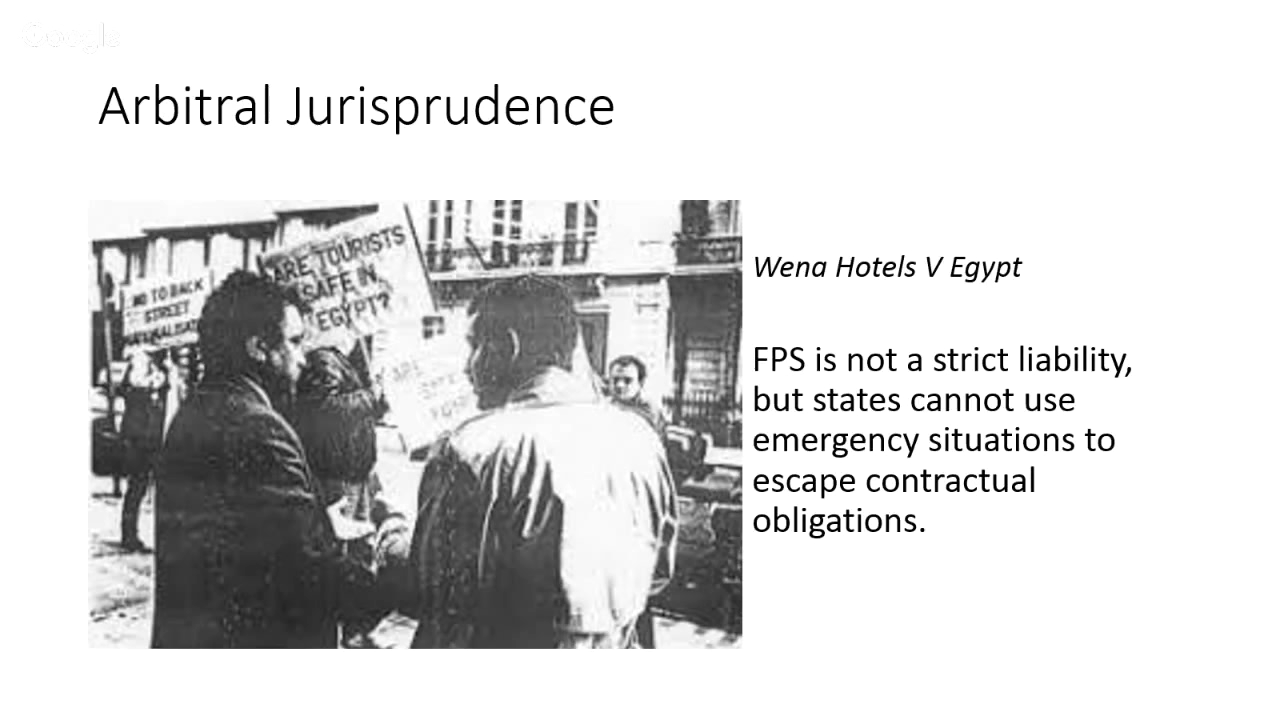 Google
Arbitral Jurisprudence
NO TO BACK
STREET
ARE TOURISTS
SAFE IN
EGYPT?
ARE
Wena Hotels V Egypt
FPS is not a strict liability,
but states cannot use
emergency situations to
escape contractual
obligations.